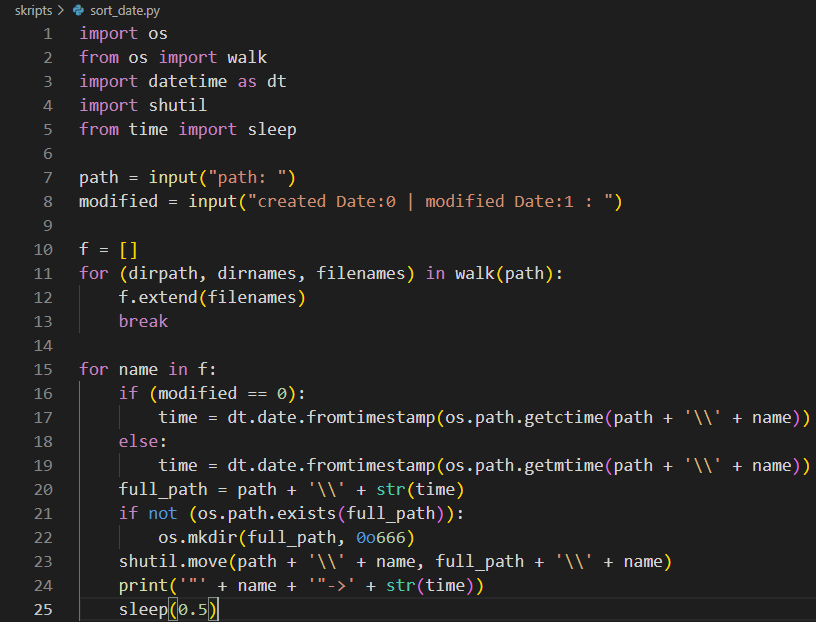 skripts > sort_date.py
1 import os
2 from os import walk
3 import datetime as dt
4 import shutil
5 from time import sleep
6
7 path = input("path: ")
8 modified = input("created Date:0 | modified Date:1 : ")
9
10 f = []
11 for (dirpath, dirnames, filenames) in walk(path):
12     f.extend(filenames)
13     break
14
15 for name in f:
16     if (modified == 0):
17         time = dt.date.fromtimestamp(os.path.getctime(path + '\\' + name))
18     else:
19         time = dt.date.fromtimestamp(os.path.getmtime(path + '\\' + name))
20     full_path = path + '\\' + str(time)
21     if not (os.path.exists(full_path)):
22         os.mkdir(full_path, 0o666)
23     shutil.move(path + '\\' + name, full_path + '\\' + name)
24     print('"' + name + '"->' + str(time))
25     sleep(0.5)